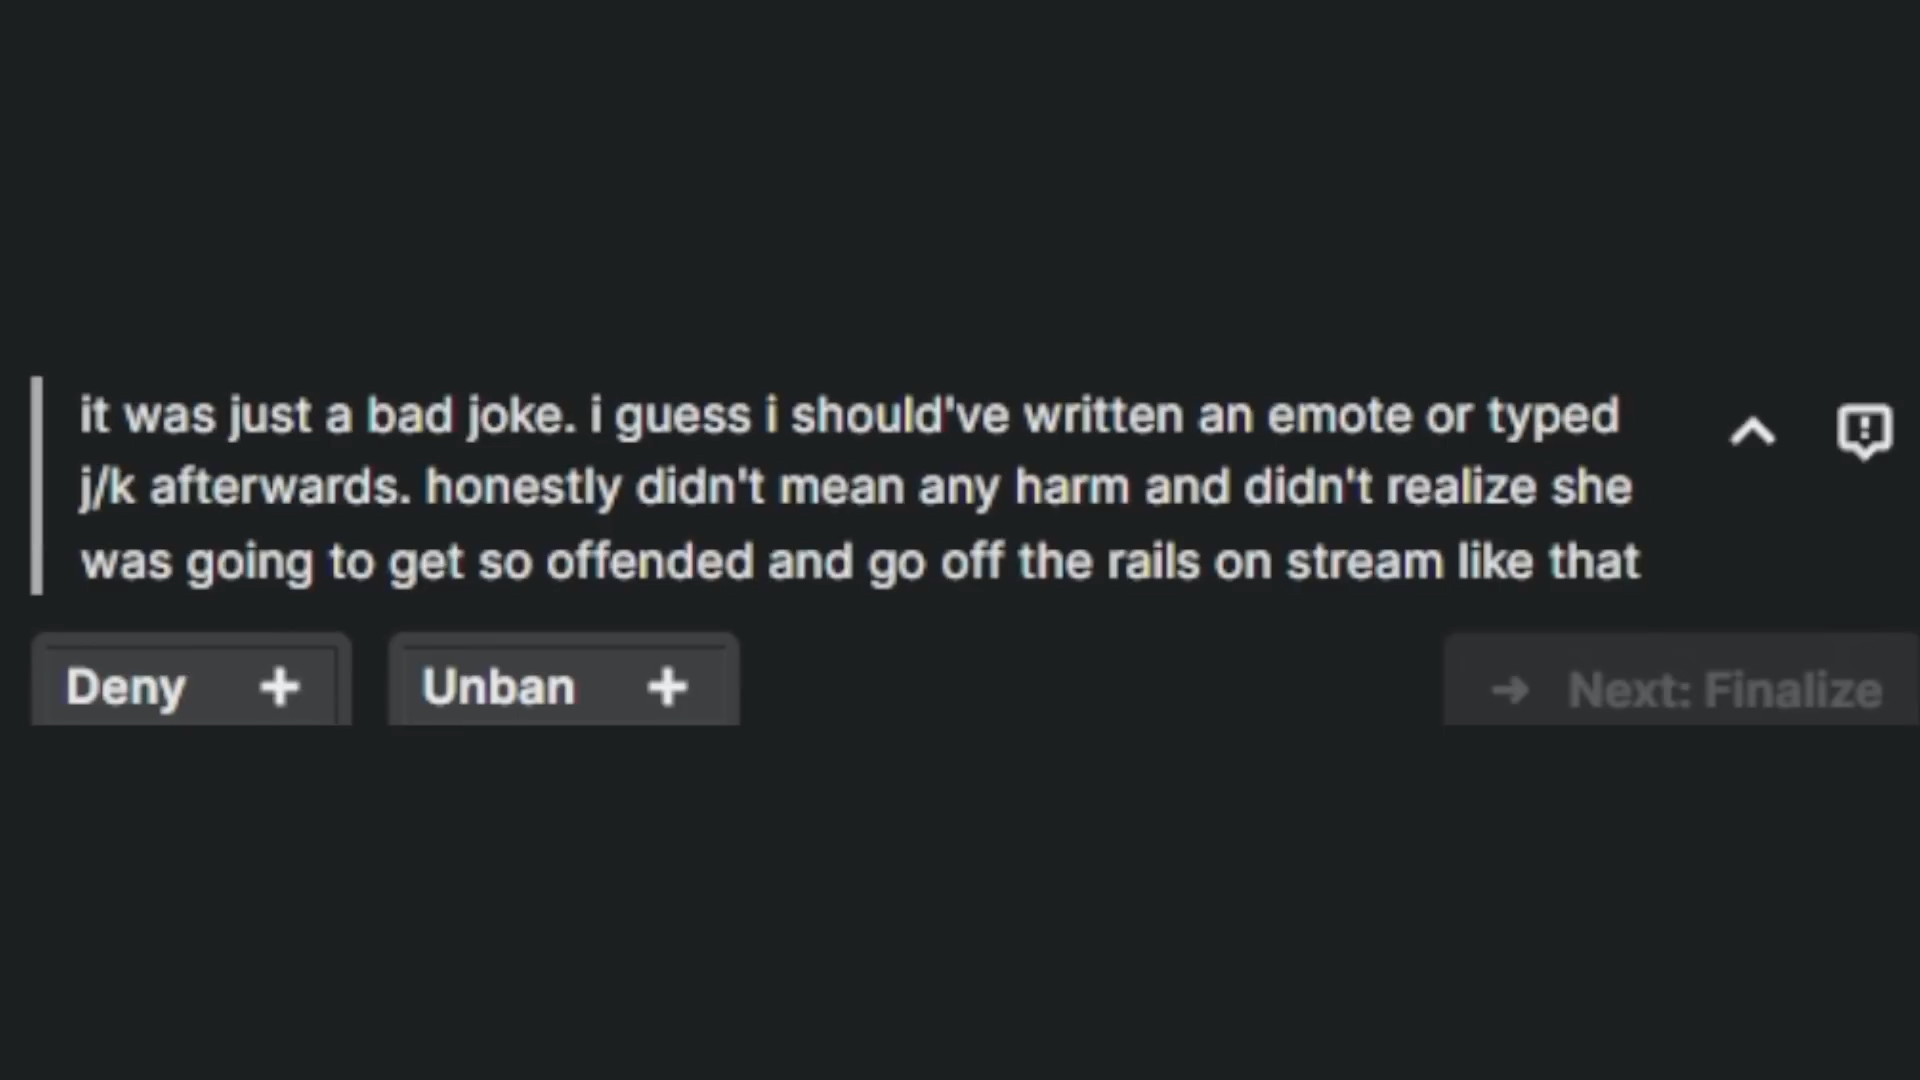 it was just a bad joke. i guess i should've written an emote or typed
j/k afterwards. honestly didn't mean any harm and didn't realize she
was going to get so offended and go off the rails on stream like that
Deny +
Unban +
→ Next: Finalize